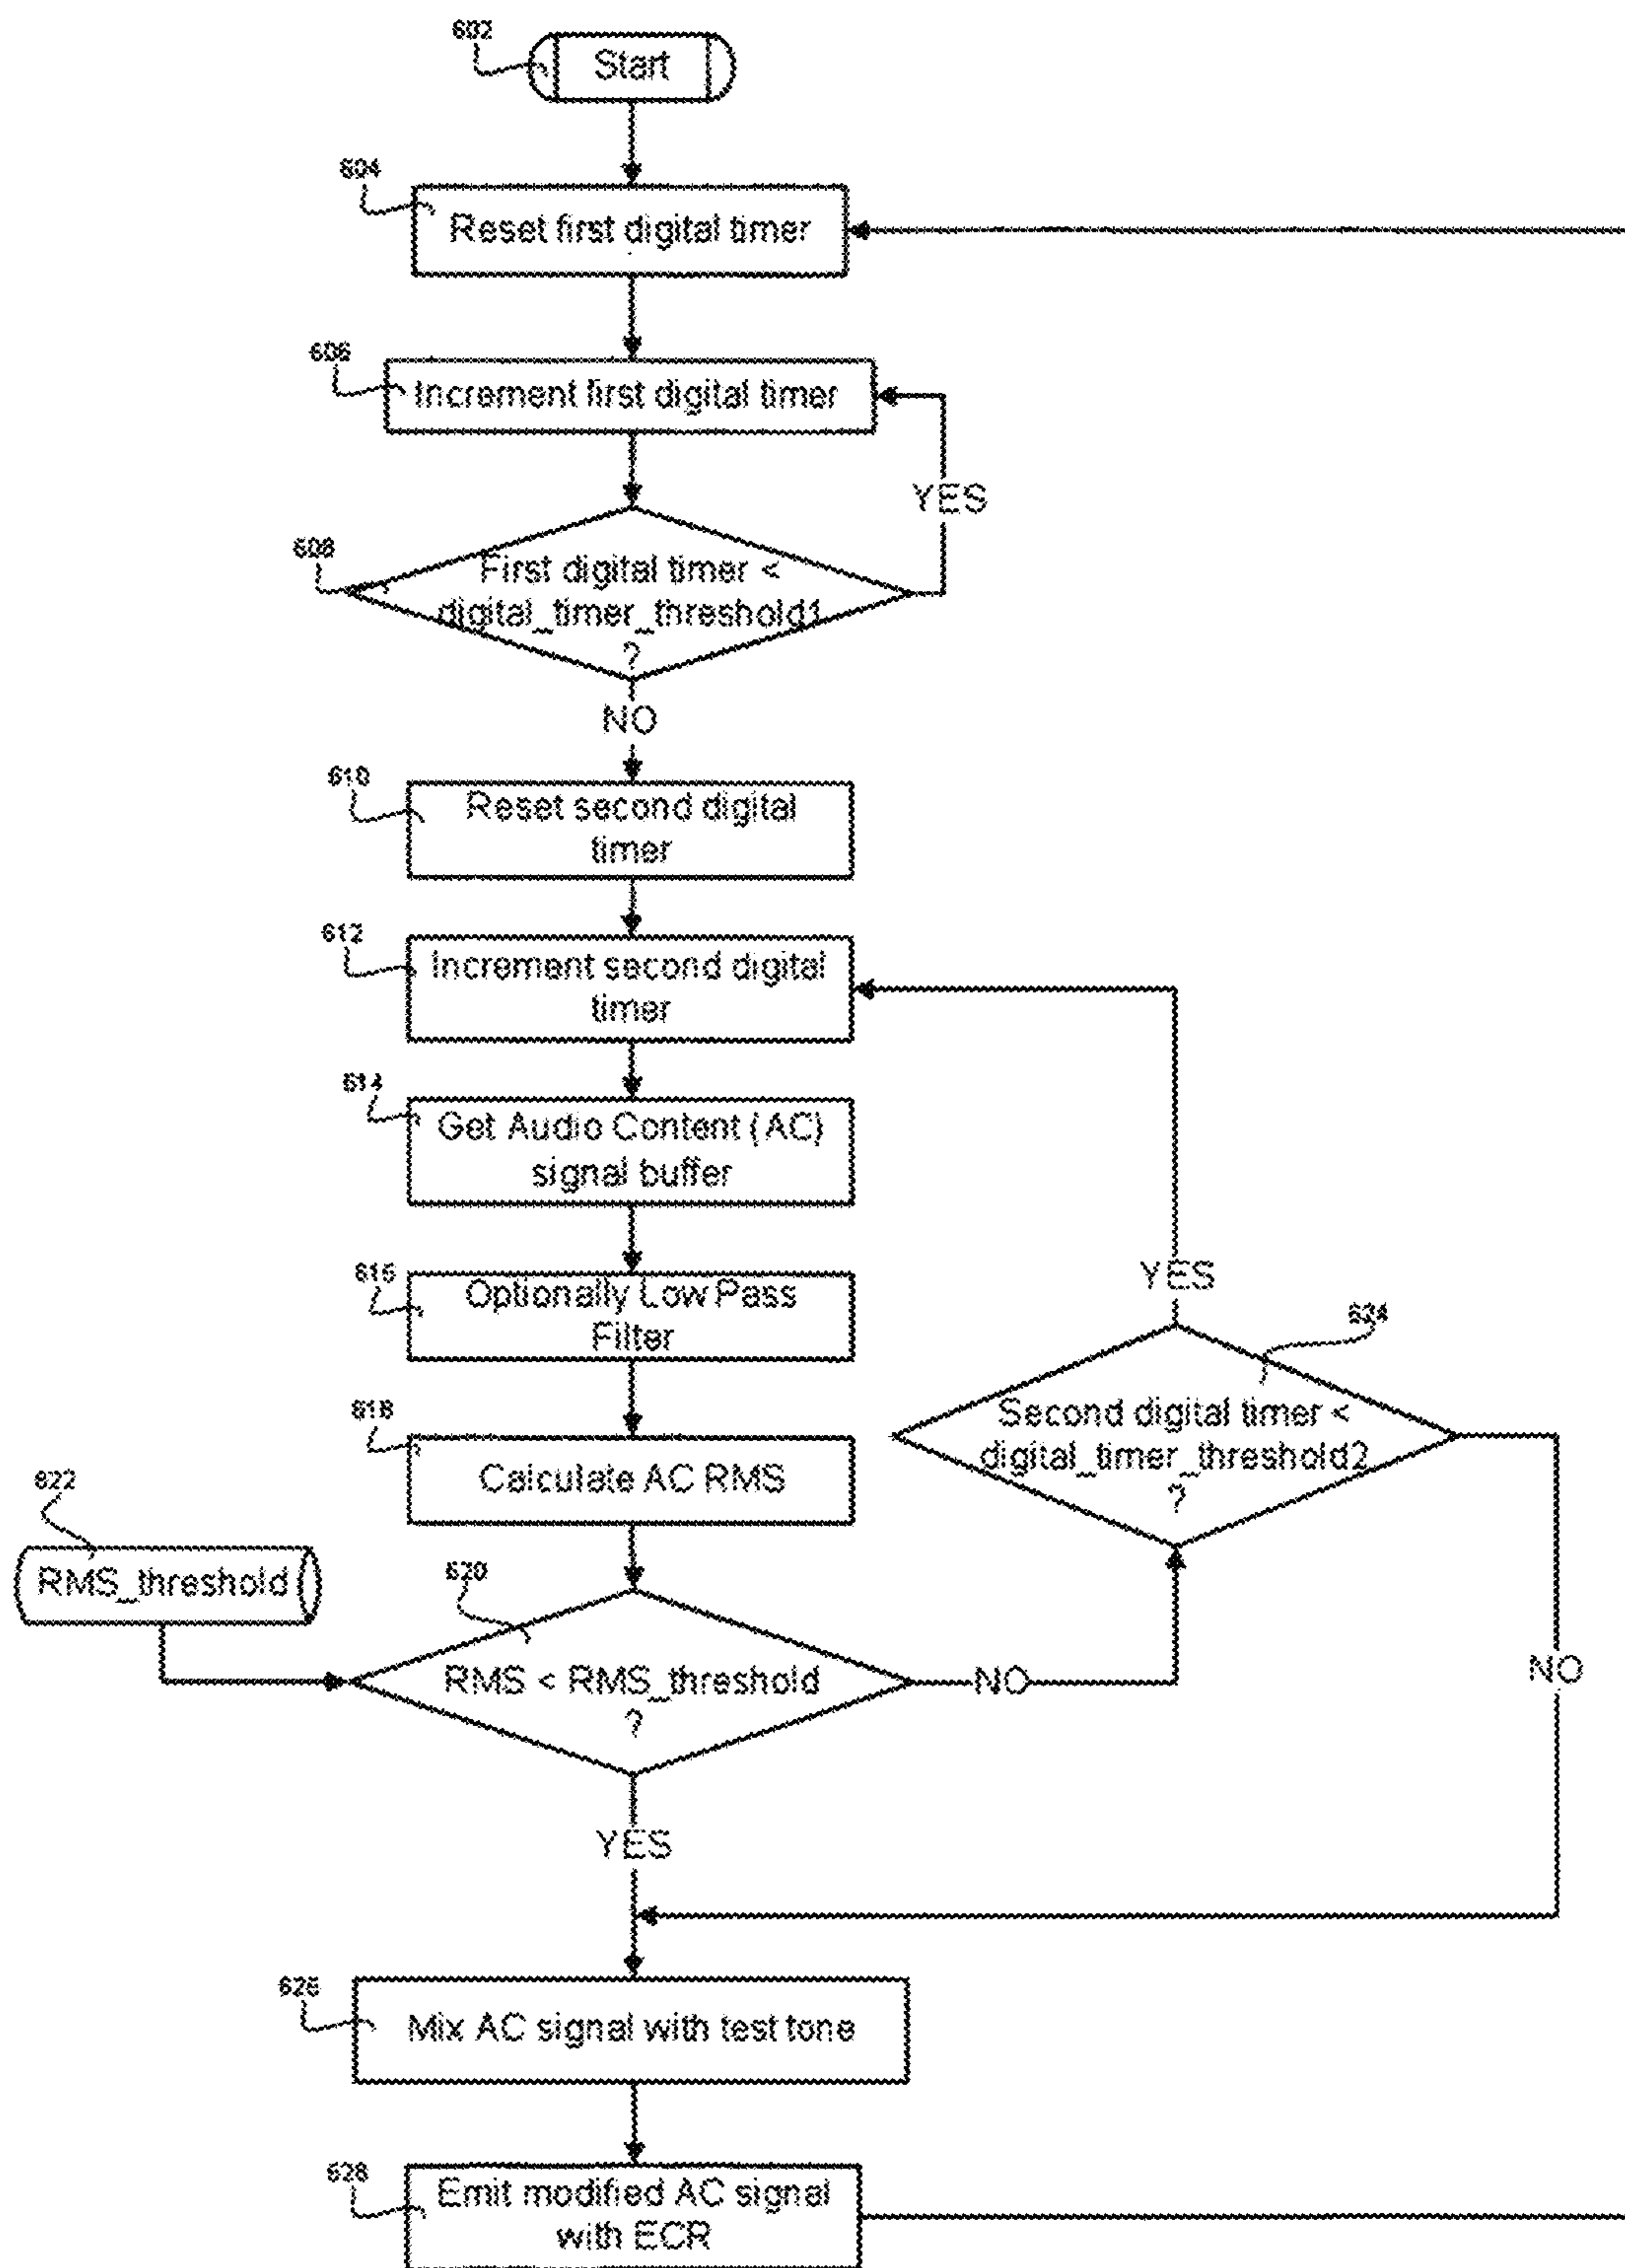 602
Start
604
Reset first digital timer
606
Increment first digital timer
YES
608
First digital timer <
digital_timer_threshold1
?
NO
610
Reset second digital
timer
612
Increment second digital
timer
614
Get Audio Content (AC)
signal buffer
616
Optionally Low Pass
Filter
YES
624
618
Calculate AC RMS
Second digital timer <
digital_timer_threshold2
?
622
RMS_threshold
620
RMS < RMS_threshold
?
NO
NO
YES
626
Mix AC signal with test tone
628
Emit modified AC signal
with ECR